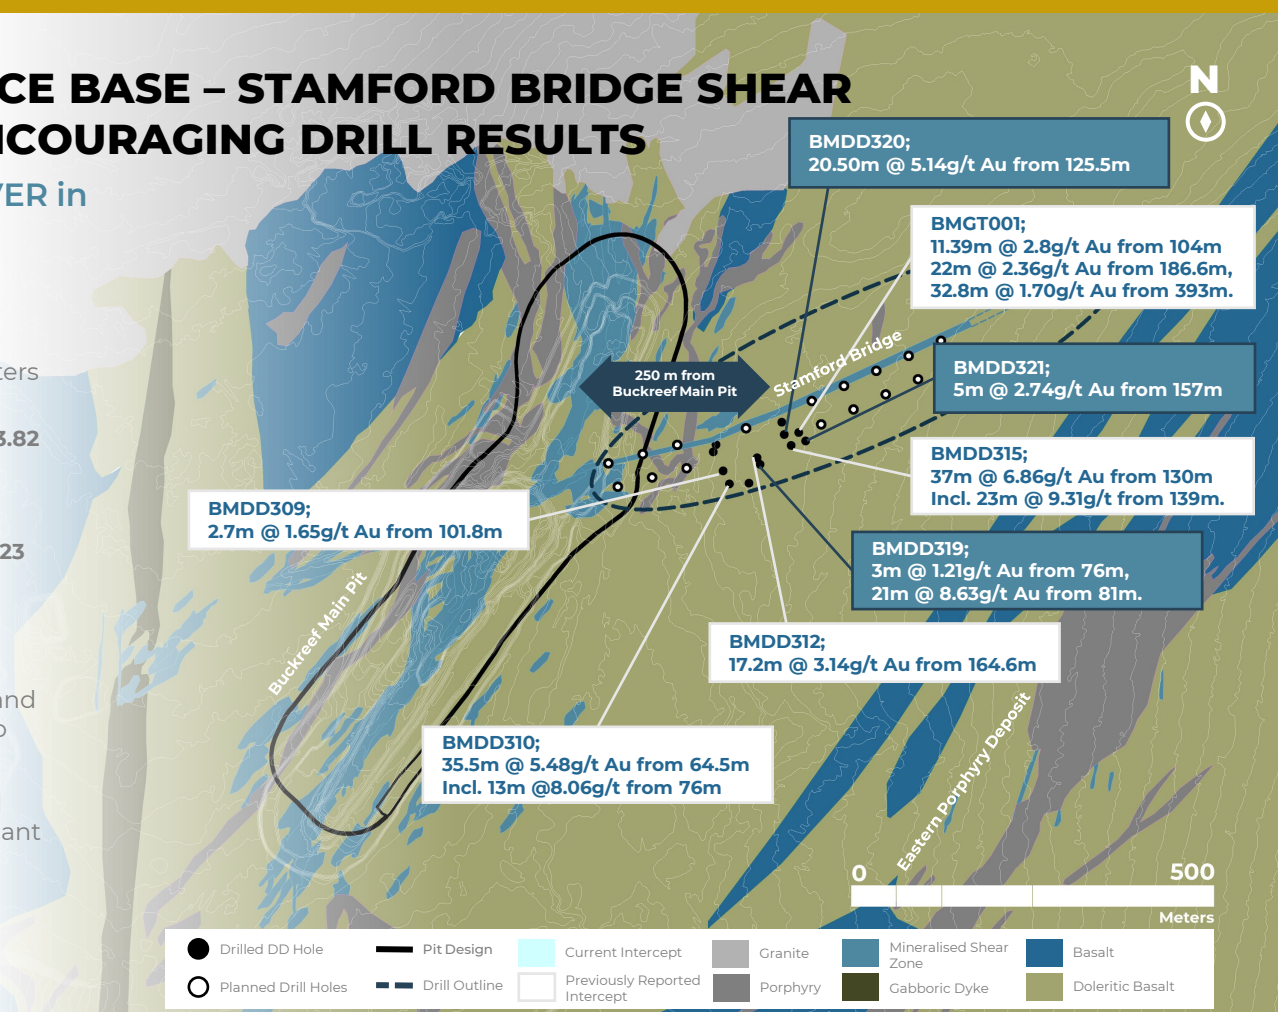 CE BASE – STAMFORD BRIDGE SHEAR
COURAGING DRILL RESULTS
ER in
ters
3.82
23
and
ant
N
BMDD320;
20.50m @ 5.14g/t Au from 125.5m
BMGT001;
11.39m @ 2.8g/t Au from 104m
22m @ 2.36g/t Au from 186.6m,
32.8m @ 1.70g/t Au from 393m.
Stamford Bridge
250 m from
Buckreef Main Pit
BMDD321;
5m @ 2.74g/t Au from 157m
BMDD315;
37m @ 6.86g/t Au from 130m
Incl. 23m @ 9.31g/t from 139m.
BMDD309;
2.7m @ 1.65g/t Au from 101.8m
BMDD319;
3m @ 1.21g/t Au from 76m,
21m @ 8.63g/t Au from 81m.
Buckreef Main Pit
BMDD312;
17.2m @ 3.14g/t Au from 164.6m
BMDD310;
35.5m @ 5.48g/t Au from 64.5m
Incl. 13m @8.06g/t from 76m
Eastern Porphyry Deposit
0 500
Meters
Drilled DD Hole
Planned Drill Holes
Pit Design
Drill Outline
Current Intercept
Previously Reported
Intercept
Granite
Porphyry
Mineralised Shear
Zone
Gabboric Dyke
Basalt
Doleritic Basalt